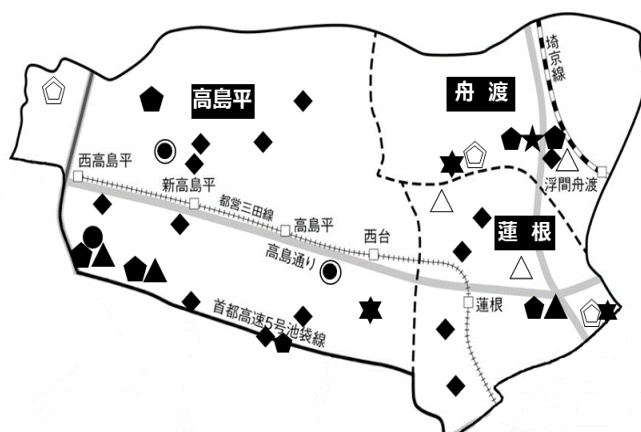 埼京線
高島平
舟渡
西高島平
新高島平
浮間舟渡
都営三田線
高島平
西台
蓮根
高島通り
蓮根
首都高速5号池袋線